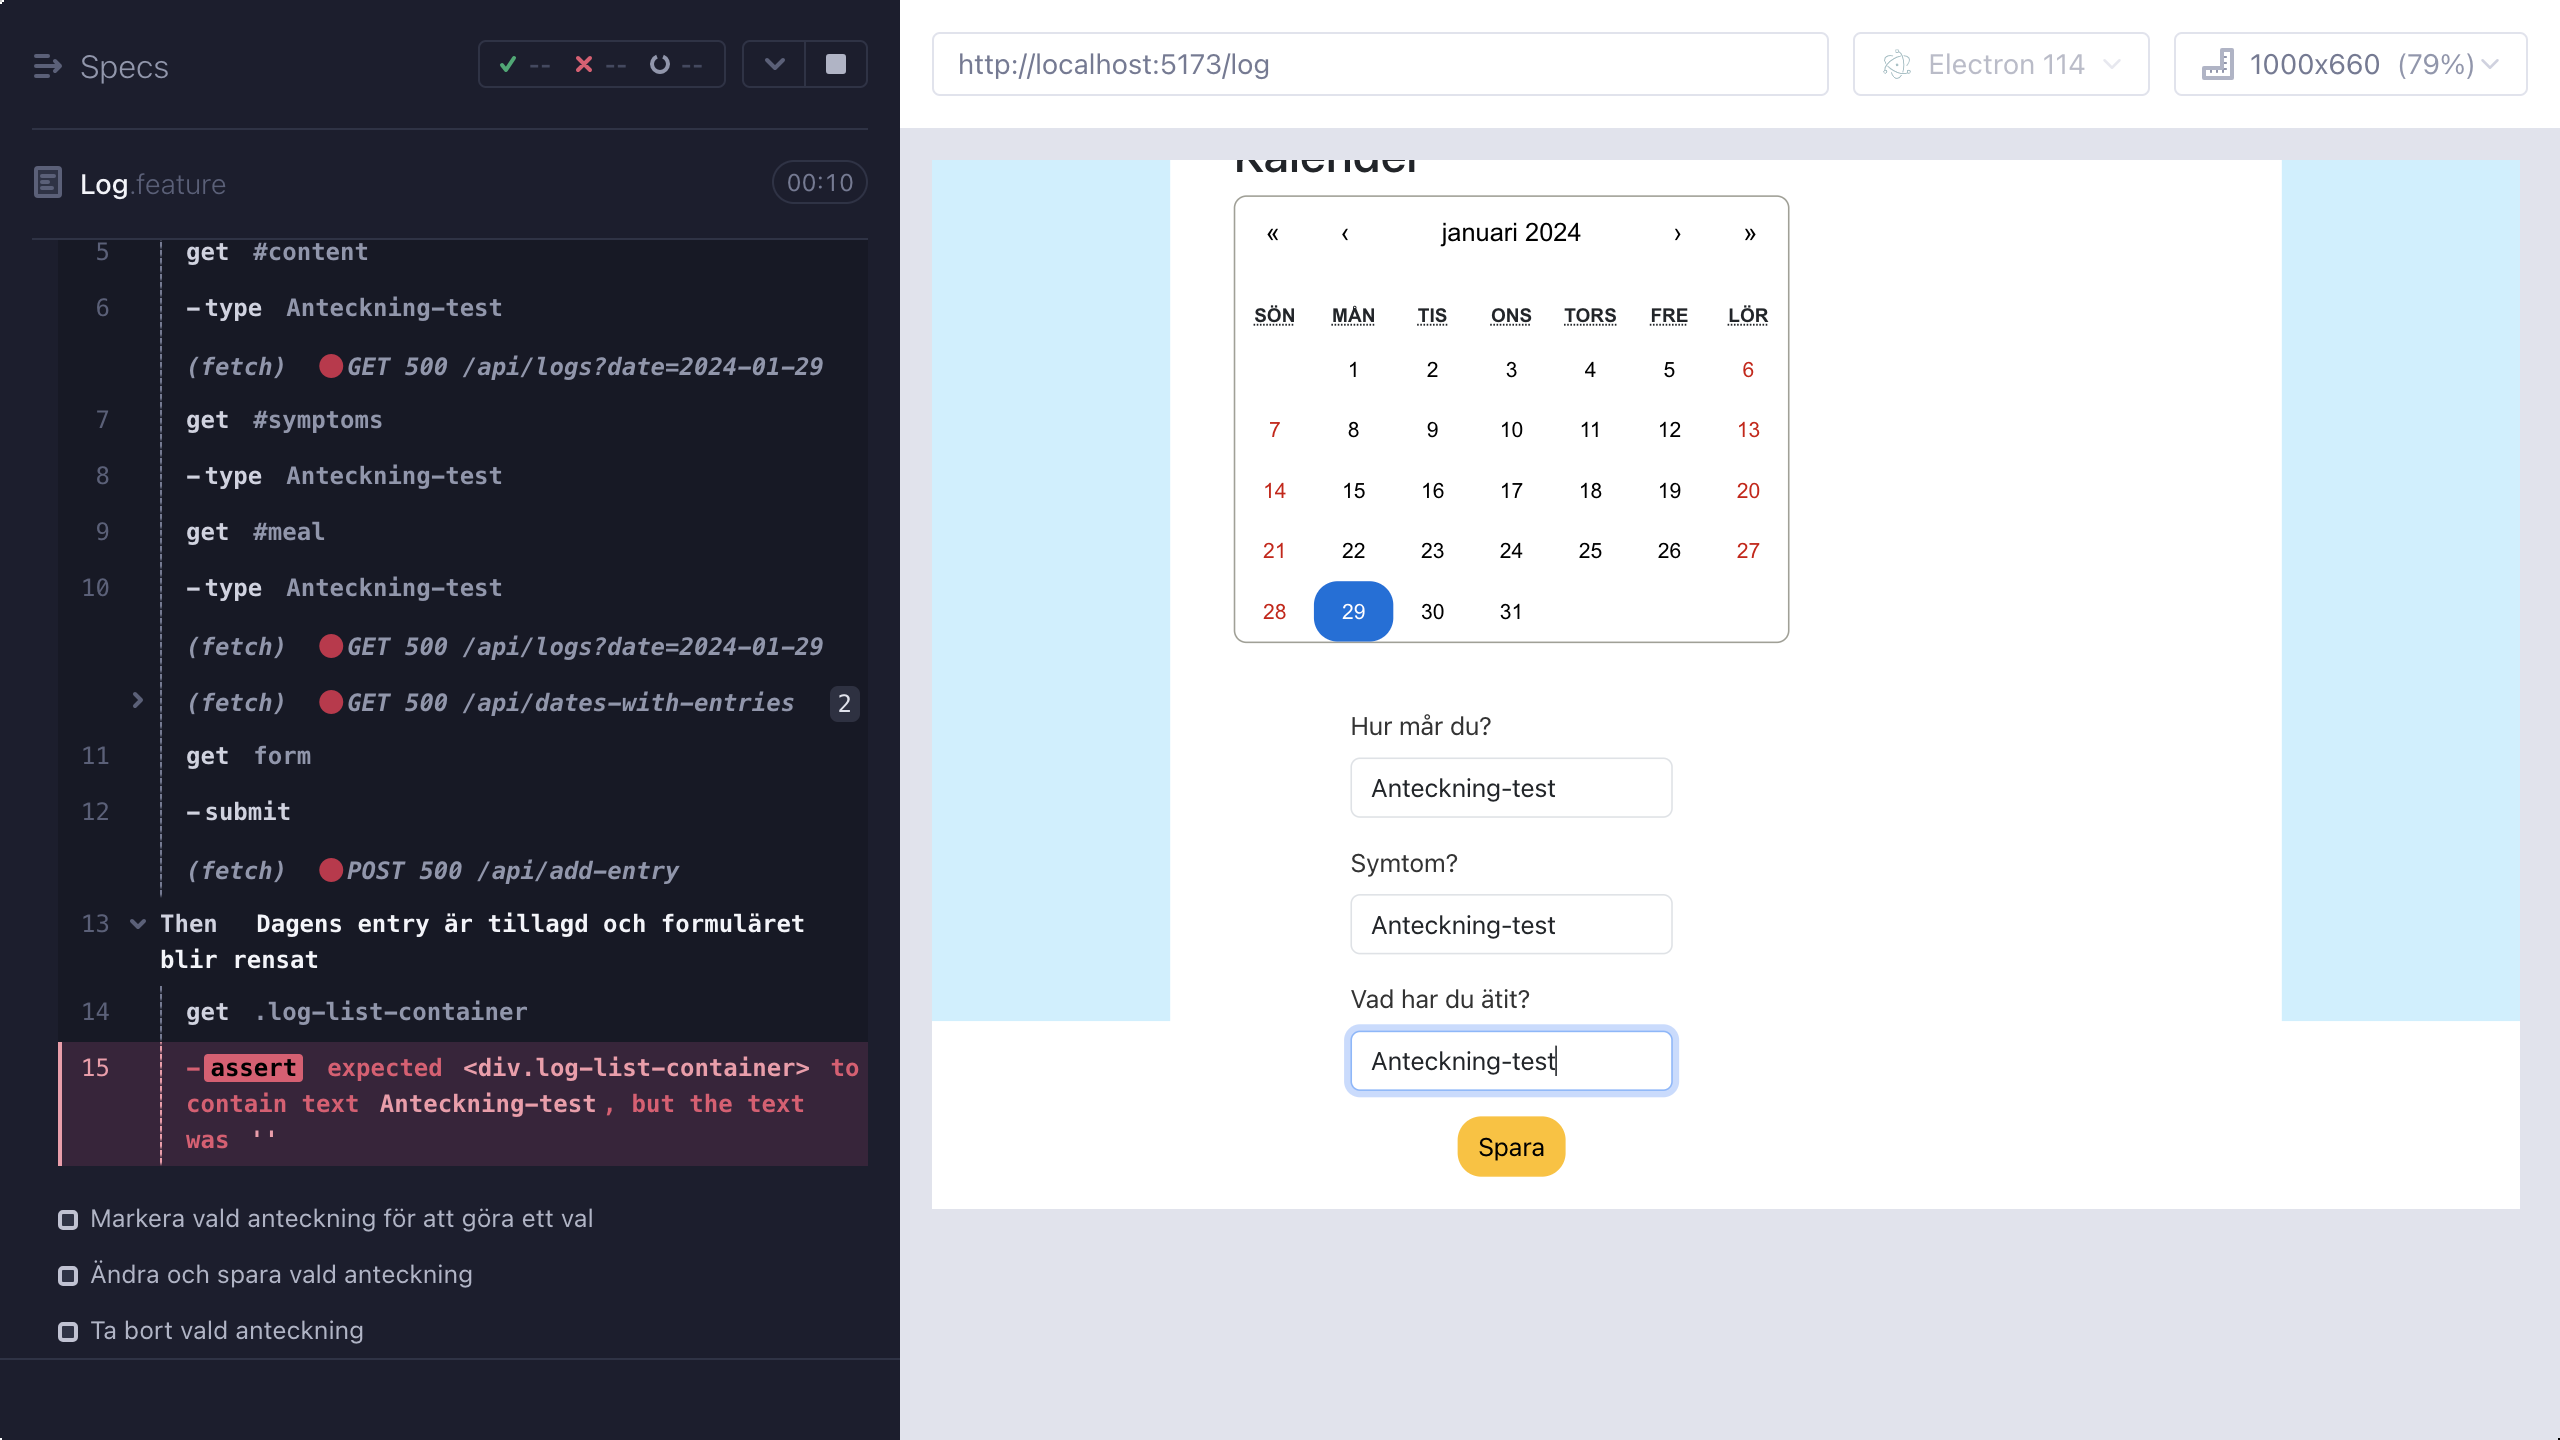 Specs
-- -- --
Log.feature
00:10
5 get #content
6 -type Anteckning-test
(fetch) GET 500 /api/logs?date=2024-01-29
7 get #symptoms
8 -type Anteckning-test
9 get #meal
10 -type Anteckning-test
(fetch) GET 500 /api/logs?date=2024-01-29
(fetch) GET 500 /api/dates-with-entries 2
11 get form
12 -submit
(fetch) POST 500 /api/add-entry
13 Then Dagens entry är tillagd och formuläret
blir rensat
14 get .log-list-container
15 -assert expected <div.log-list-container> to
contain text Anteckning-test, but the text
was ''
Markera vald anteckning för att göra ett val
Ändra och spara vald anteckning
Ta bort vald anteckning
http://localhost:5173/log
Electron 114
1000x660 (79%)
Kalender
« ‹ januari 2024 › »
SÖN MÅN TIS ONS TORS FRE LÖR
1 2 3 4 5 6
7 8 9 10 11 12 13
14 15 16 17 18 19 20
21 22 23 24 25 26 27
28 29 30 31
Hur mår du?
Anteckning-test
Symtom?
Anteckning-test
Vad har du ätit?
Anteckning-test
Spara